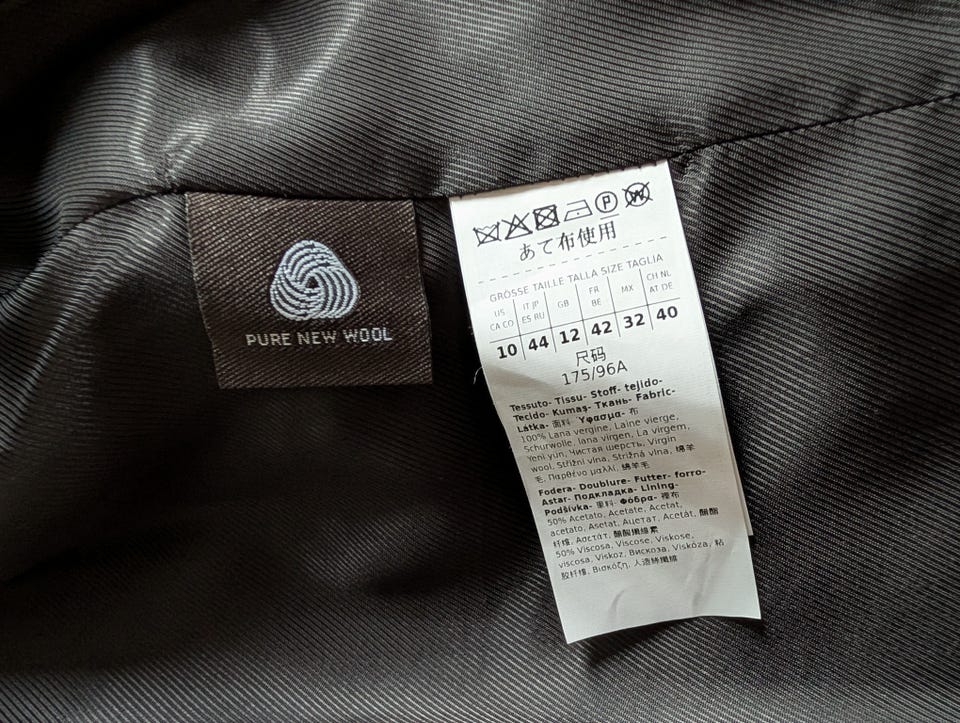 PURE NEW WOOL
P W
あて布使用
GRÖSSE TAILLE TALLA SIZE TAGLIA
US CA CO
IT JP ES RU
GB
FR BE
MX
CH NL AT DE
10 44 12 42 32 40
尺码
175/96A
Tessuto- Tissu- Stoff- tejido-
Tecido- Kumaş- Ткань- Fabric-
Látka- 面料- Ύφασμα- 布
100% Lana vergine, Laine vierge,
Schurwolle, lana virgen, La virgem,
Yeni yün, Чистая шерсть, Virgin
wool, Střižní vlna, Strižná vlna, 绵羊
毛, Παρθένο μαλλί, 绵羊毛
Fodera- Doublure- Futter- forro-
Astar- Подкладка- Lining-
Podšívka- 里料- Φόδρα- 裡布
50% Acetato, Acetate, Acetat,
acetato, Asetat, Ацетат, Acetát, 醋酯
纤维, Ασετάτ, 醋酸纖維素
50% Viscosa, Viscose, Viskose,
viscosa, Viskoz, Вискоза, Viskóza, 粘
胶纤维, Βισκόζη, 人造絲纖維